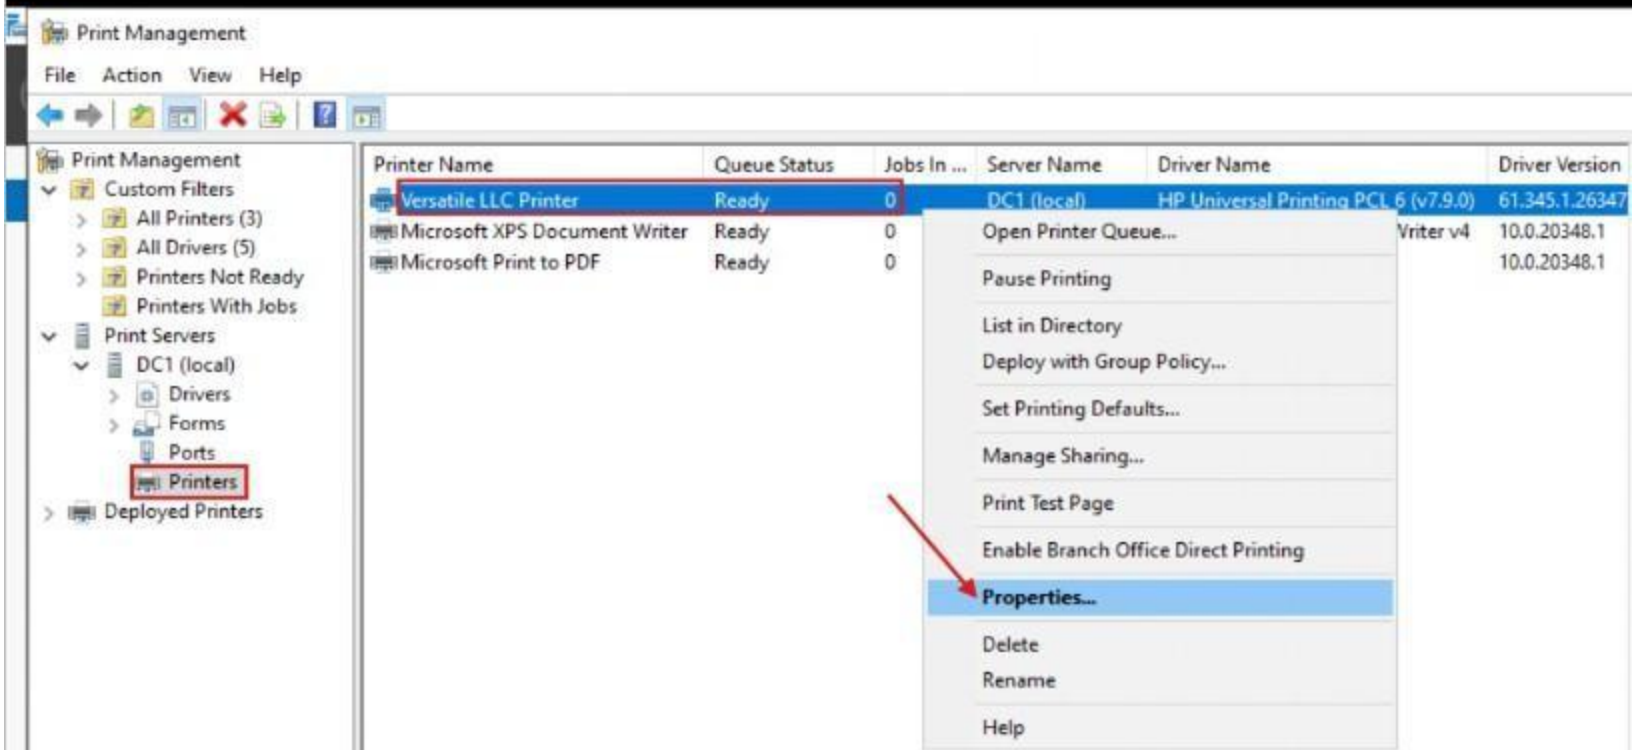 Print Management
File Action View Help
Print Management
Custom Filters
All Printers (3)
All Drivers (5)
Printers Not Ready
Printers With Jobs
Print Servers
DC1 (local)
Drivers
Forms
Ports
Printers
Deployed Printers
Printer Name Queue Status Jobs In ... Server Name Driver Name Driver Version
Versatile LLC Printer Ready 0 DC1 (local) HP Universal Printing PCL 6 (v7.9.0) 61.345.1.26347
Microsoft XPS Document Writer Ready 0 Writer v4 10.0.20348.1
Microsoft Print to PDF Ready 0 10.0.20348.1
Open Printer Queue...
Pause Printing
List in Directory
Deploy with Group Policy...
Set Printing Defaults...
Manage Sharing...
Print Test Page
Enable Branch Office Direct Printing
Properties...
Delete
Rename
Help